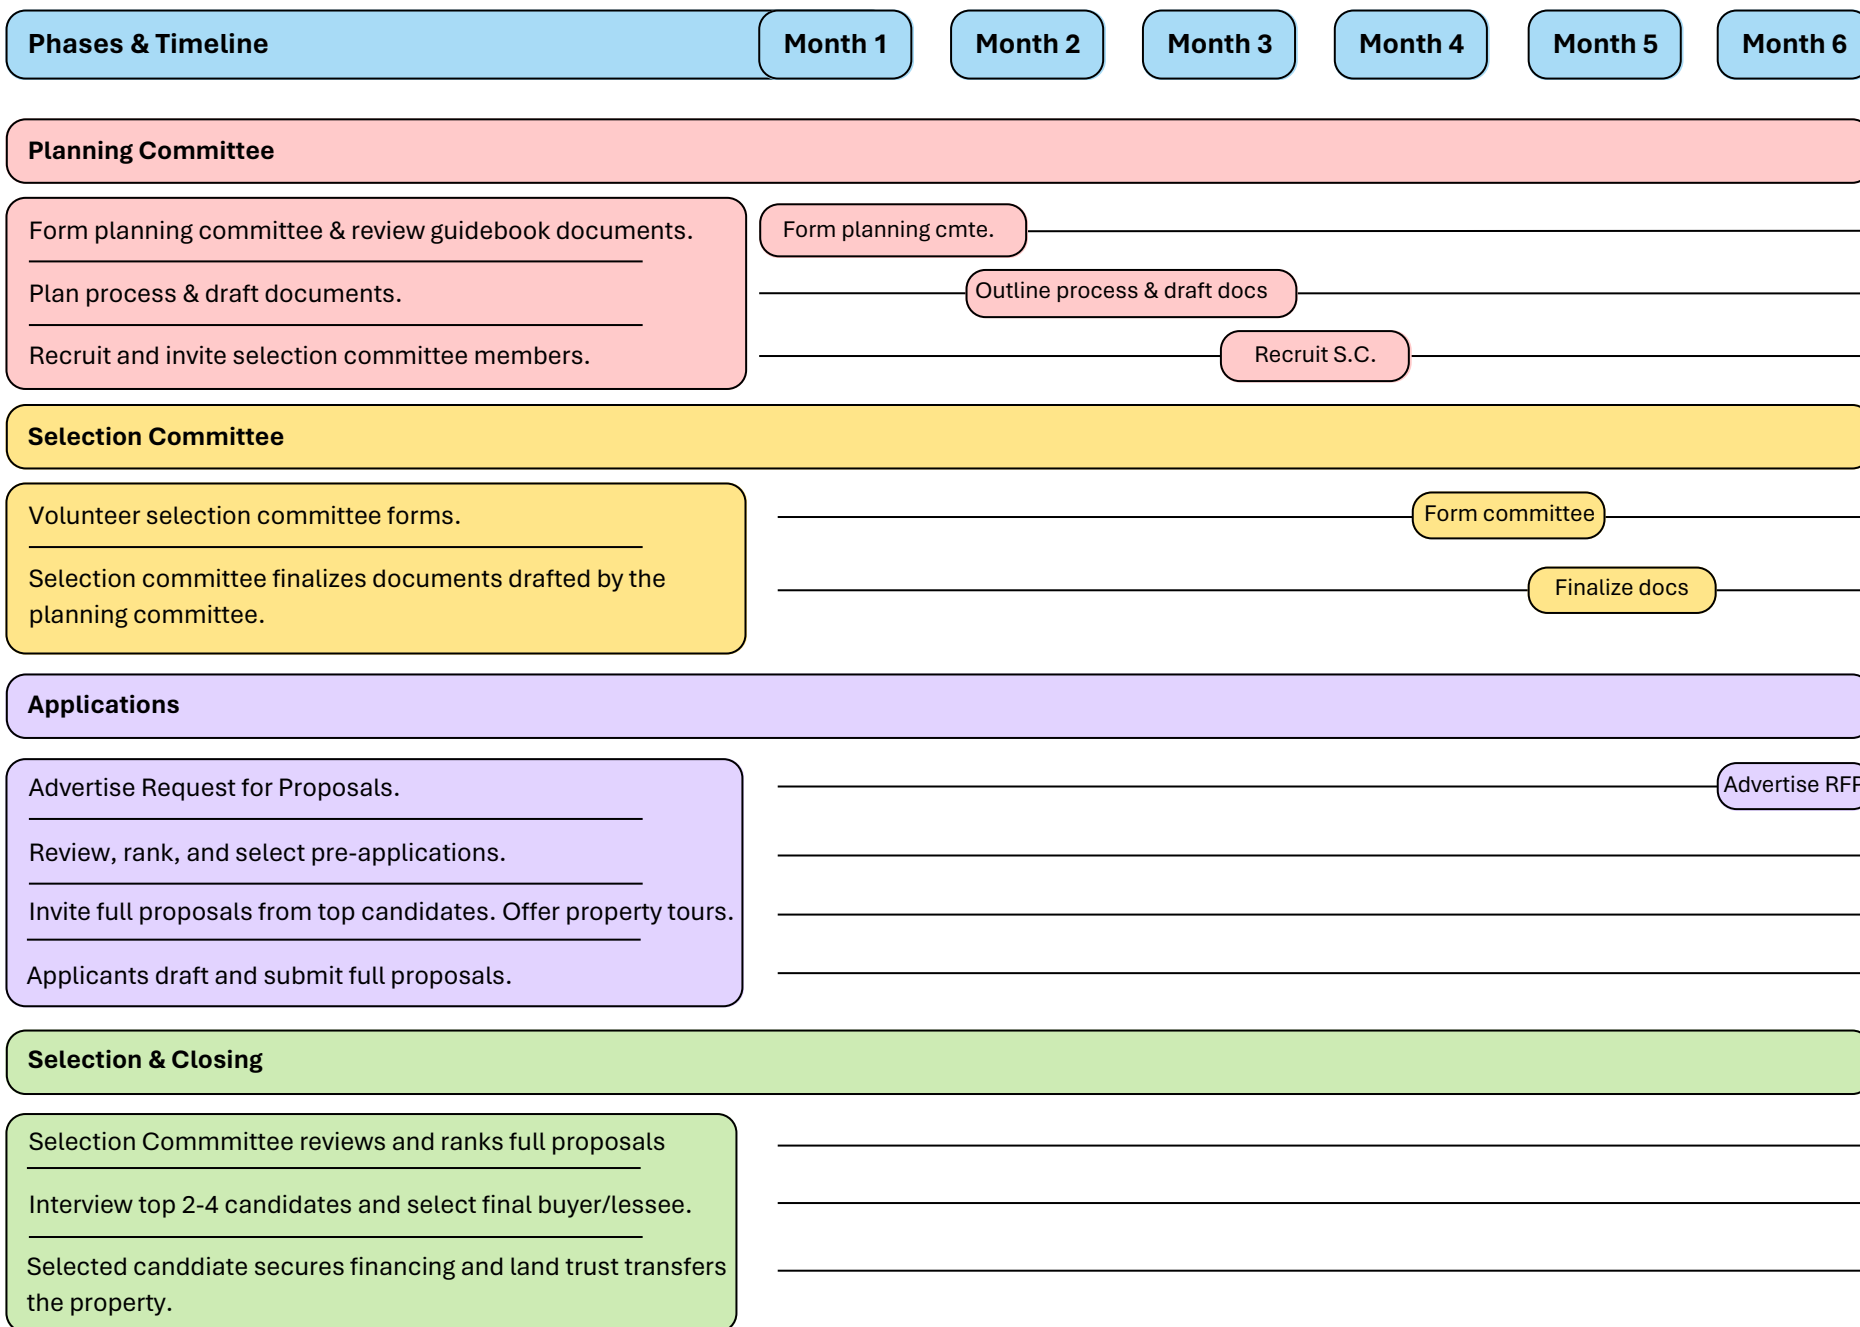 Phases & Timeline Month 1 Month 2 Month 3 Month 4 Month 5 Month 6
Planning Committee
Form planning committee & review guidebook documents. Form planning cmte.
Plan process & draft documents. Outline process & draft docs
Recruit and invite selection committee members. Recruit S.C.
Selection Committee
Volunteer selection committee forms. Form committee
Selection committee finalizes documents drafted by the Finalize docs
planning committee.
Applications
Advertise Request for Proposals. Advertise RFP
Review, rank, and select pre-applications.
Invite full proposals from top candidates. Offer property tours.
Applicants draft and submit full proposals.
Selection & Closing
Selection Commmittee reviews and ranks full proposals
Interview top 2-4 candidates and select final buyer/lessee.
Selected canddiate secures financing and land trust transfers
the property.